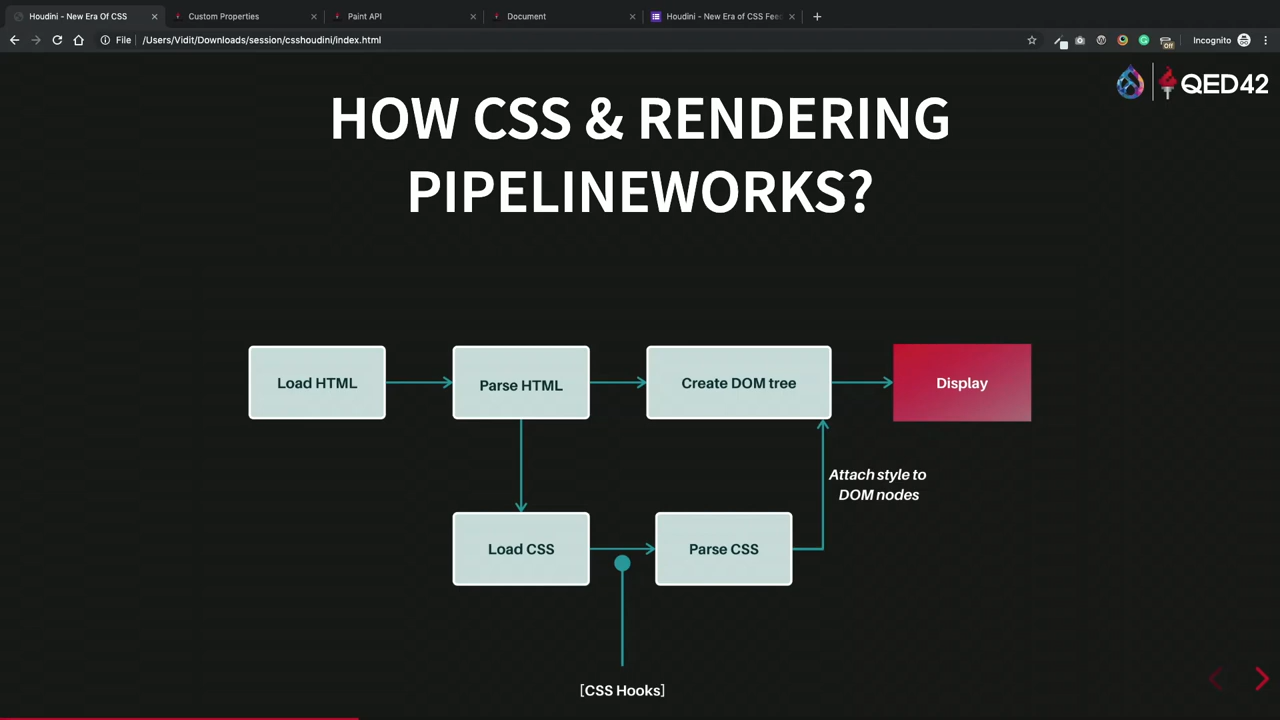 Houdini - New Era Of CSS
Custom Properties
Paint API
Document
Houdini - New Era of CSS Feed
File
/Users/Vidit/Downloads/session/csshoudini/index.html
Off
Incognito
QED42
HOW CSS & RENDERING
PIPELINEWORKS?
Load HTML
Parse HTML
Create DOM tree
Display
Attach style to
DOM nodes
Load CSS
Parse CSS
[CSS Hooks]